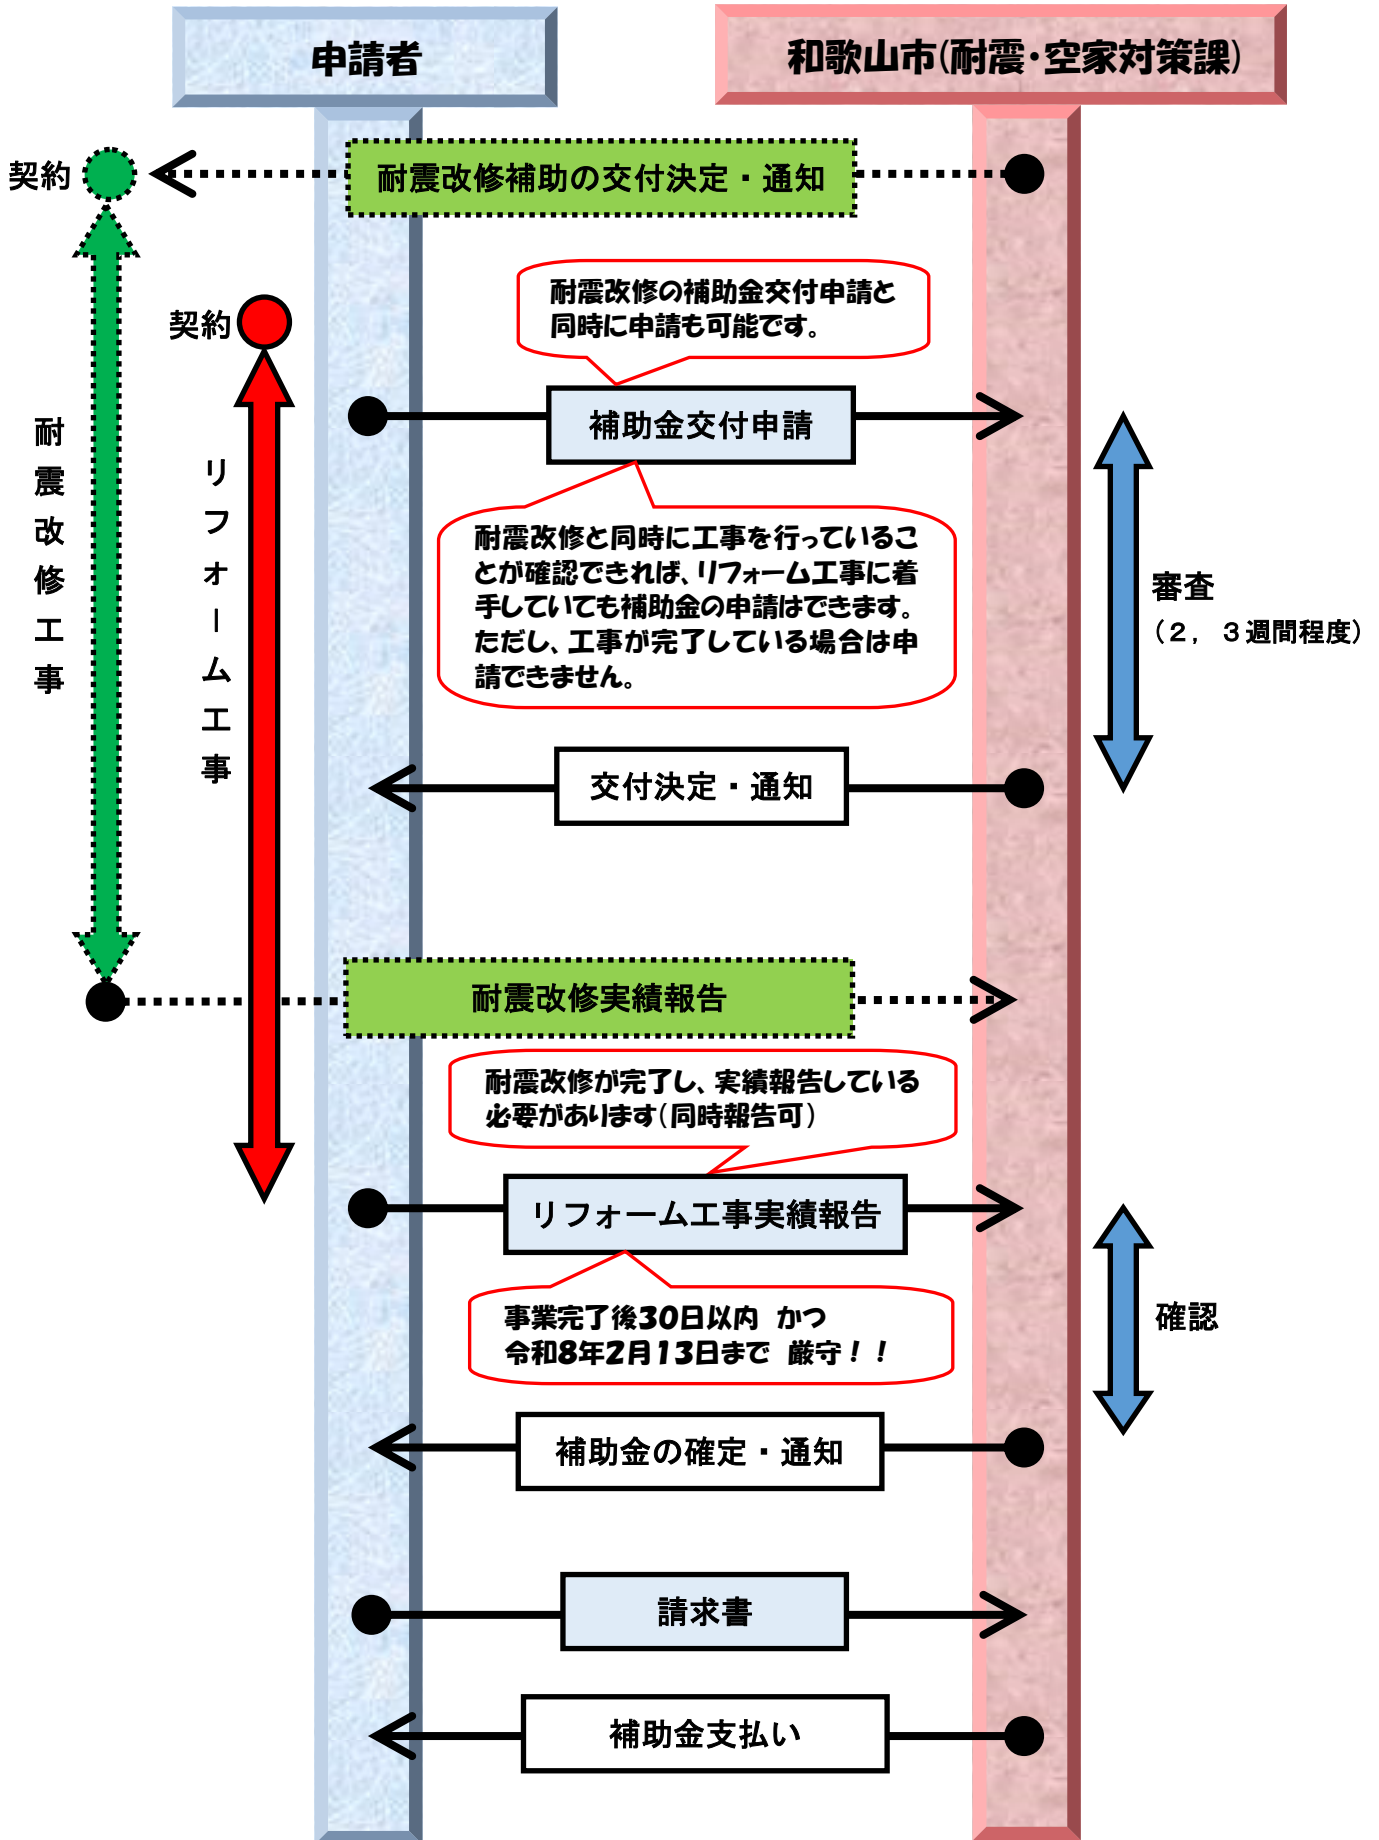 申請者
和歌山市(耐震・空家対策課)
契約
耐震改修補助の交付決定・通知
耐震改修の補助金交付申請と
同時に申請も可能です。
契約
補助金交付申請
耐震改修工事
リフォーム工事
耐震改修と同時に工事を行っているこ
とが確認できれば、リフォーム工事に着
手していても補助金の申請はできます。
ただし、工事が完了している場合は申
請できません。
審査
（２，３週間程度）
交付決定・通知
耐震改修実績報告
耐震改修が完了し、実績報告している
必要があります（同時報告可）
リフォーム工事実績報告
事業完了後30日以内　かつ
令和8年2月13日まで　厳守！！
確認
補助金の確定・通知
請求書
補助金支払い